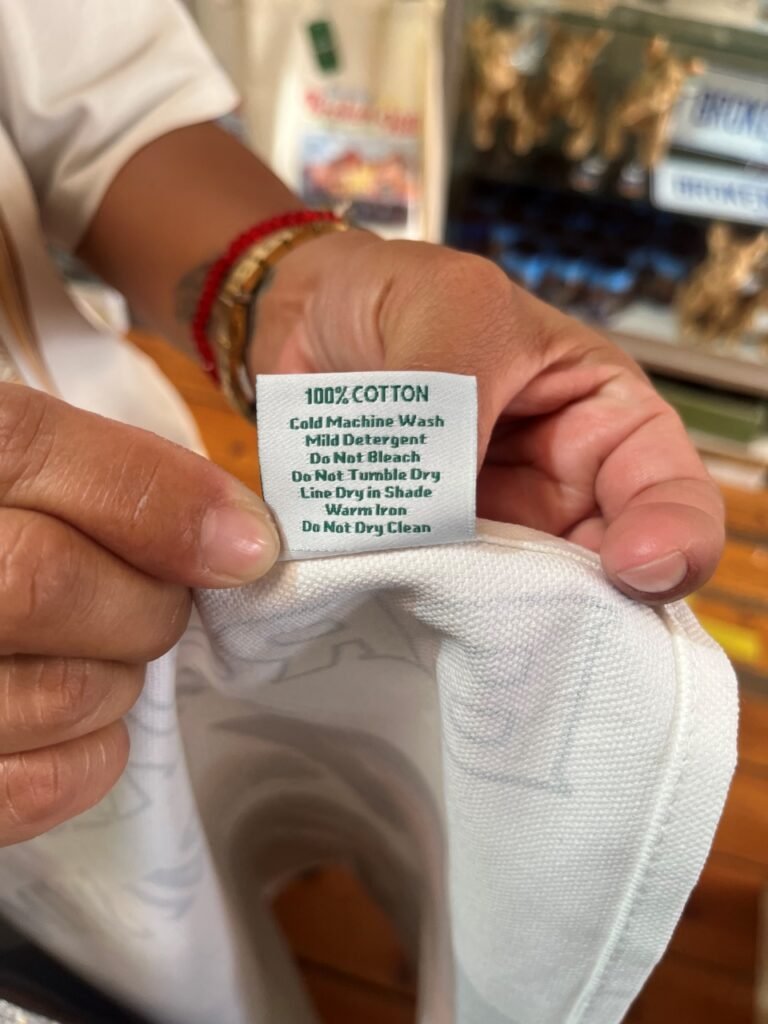 100% COTTON
Cold Machine Wash
Mild Detergent
Do Not Bleach
Do Not Tumble Dry
Line Dry in Shade
Warm Iron
Do Not Dry Clean